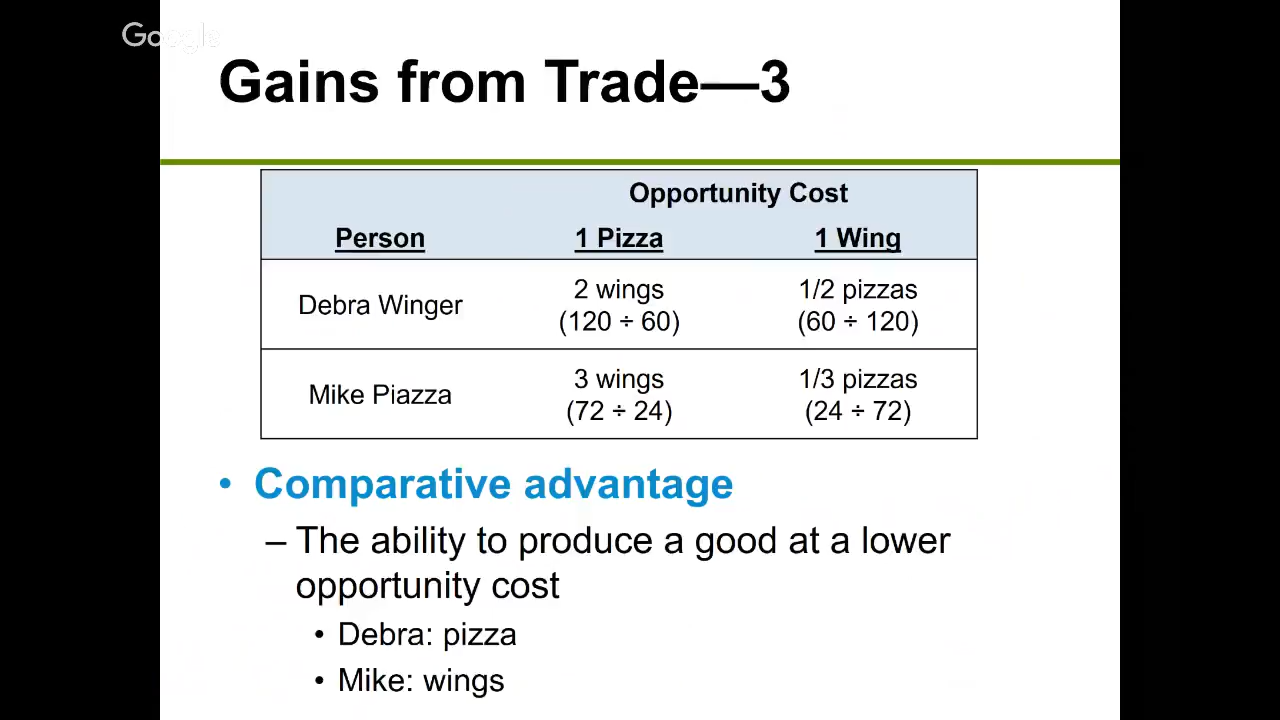 Google
Gains from Trade—3
Opportunity Cost
Person 1 Pizza 1 Wing
Debra Winger
2 wings
(120 ÷ 60)
1/2 pizzas
(60 ÷ 120)
Mike Piazza
3 wings
(72 ÷ 24)
1/3 pizzas
(24 ÷ 72)
• Comparative advantage
– The ability to produce a good at a lower
opportunity cost
• Debra: pizza
• Mike: wings